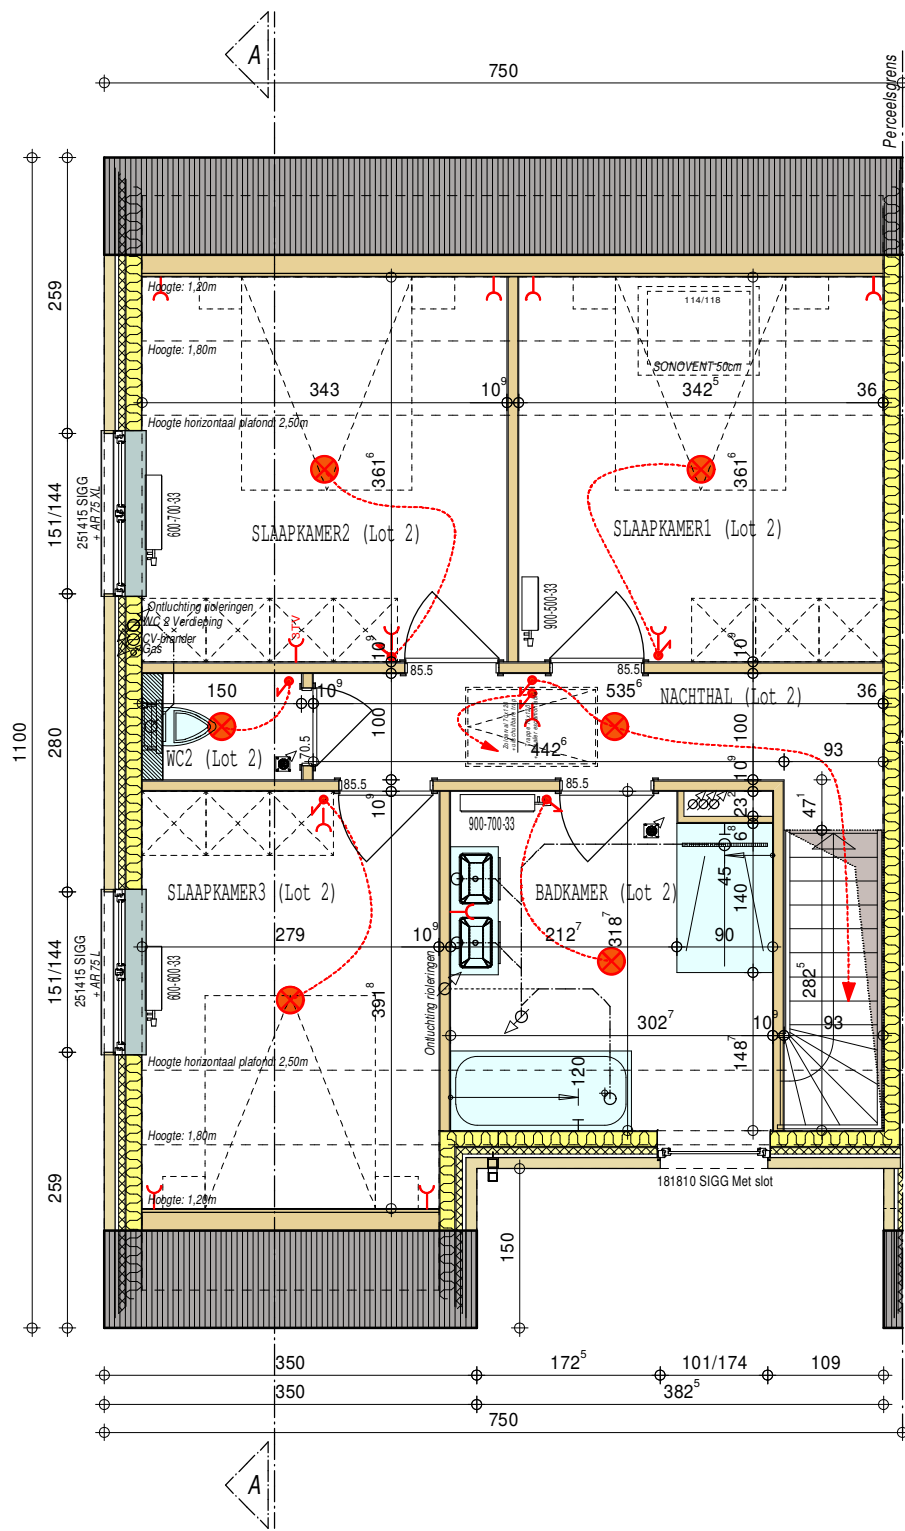 A
750
Perceelsgrens
Hoogte: 1,20m
114/118
259
Hoogte: 1,80m
SONOVENT 50cm
343
10⁹
342⁵
36
Hoogte horizontaal plafond: 2,50m
361⁶
361⁶
151/144
251415 SIGG
+ AR 75 XL
600-700-33
SLAAPKAMER2 (Lot 2)
SLAAPKAMER1 (Lot 2)
900-500-33
Ontluchting rioleringen
WC 2 Verdieping
CV-brander
Gas
S.T.V
10⁹
10⁹
85.5
85.5
150
10⁹
535⁶
NACHTHAL (Lot 2)
36
1100
280
100
100
WC2 (Lot 2)
70.5
442⁶
93
85.5
85.5
10⁹
10⁹
23²
47¹
900-700-33
6⁸
SLAAPKAMER3 (Lot 2)
BADKAMER (Lot 2)
45
140
279
10⁹
212⁷
318⁷
90
151/144
251415 SIGG
+ AR 75 L
600-600-33
391⁸
Ontluchting rioleringen
282⁵
302⁷
10⁹
93
148⁷
Hoogte horizontaal plafond: 2,50m
120
Hoogte: 1,80m
259
Hoogte: 1,20m
181810 SIGG Met slot
150
350
172⁵
101/174
109
350
382⁵
750
A